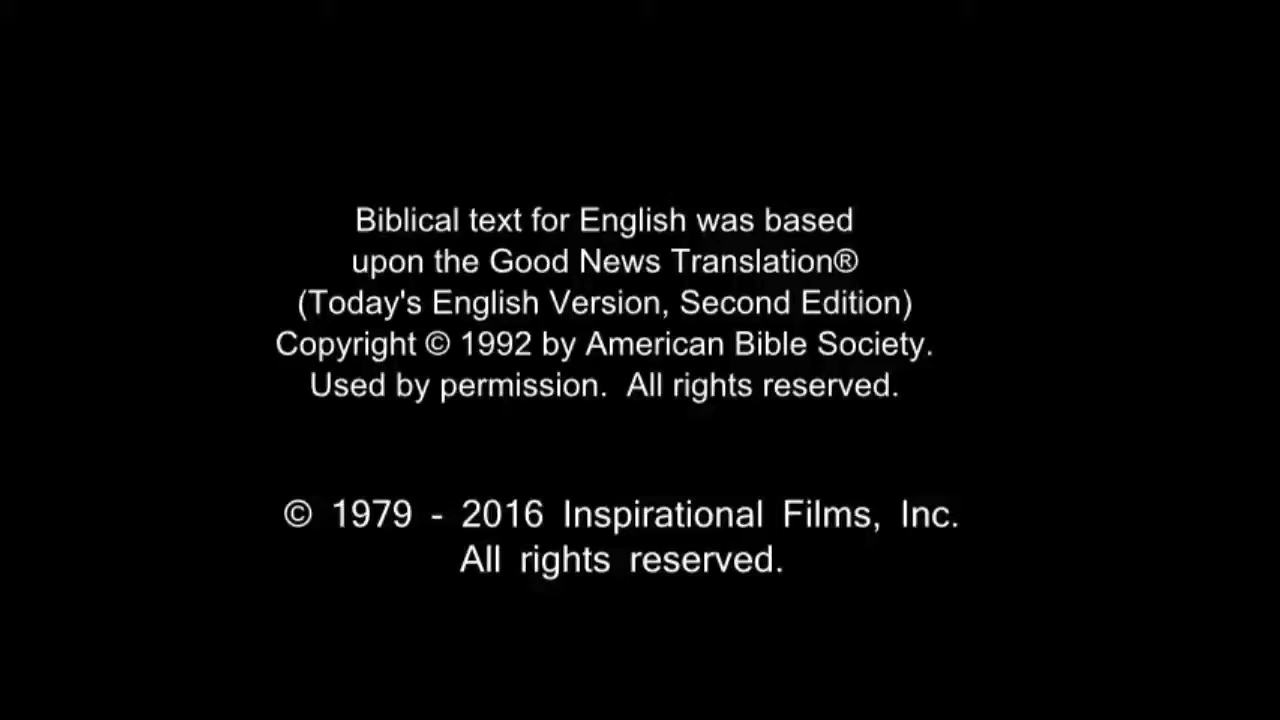 Biblical text for English was based
upon the Good News Translation®
(Today's English Version, Second Edition)
Copyright © 1992 by American Bible Society.
Used by permission.  All rights reserved.
© 1979 - 2016 Inspirational Films, Inc.
All rights reserved.